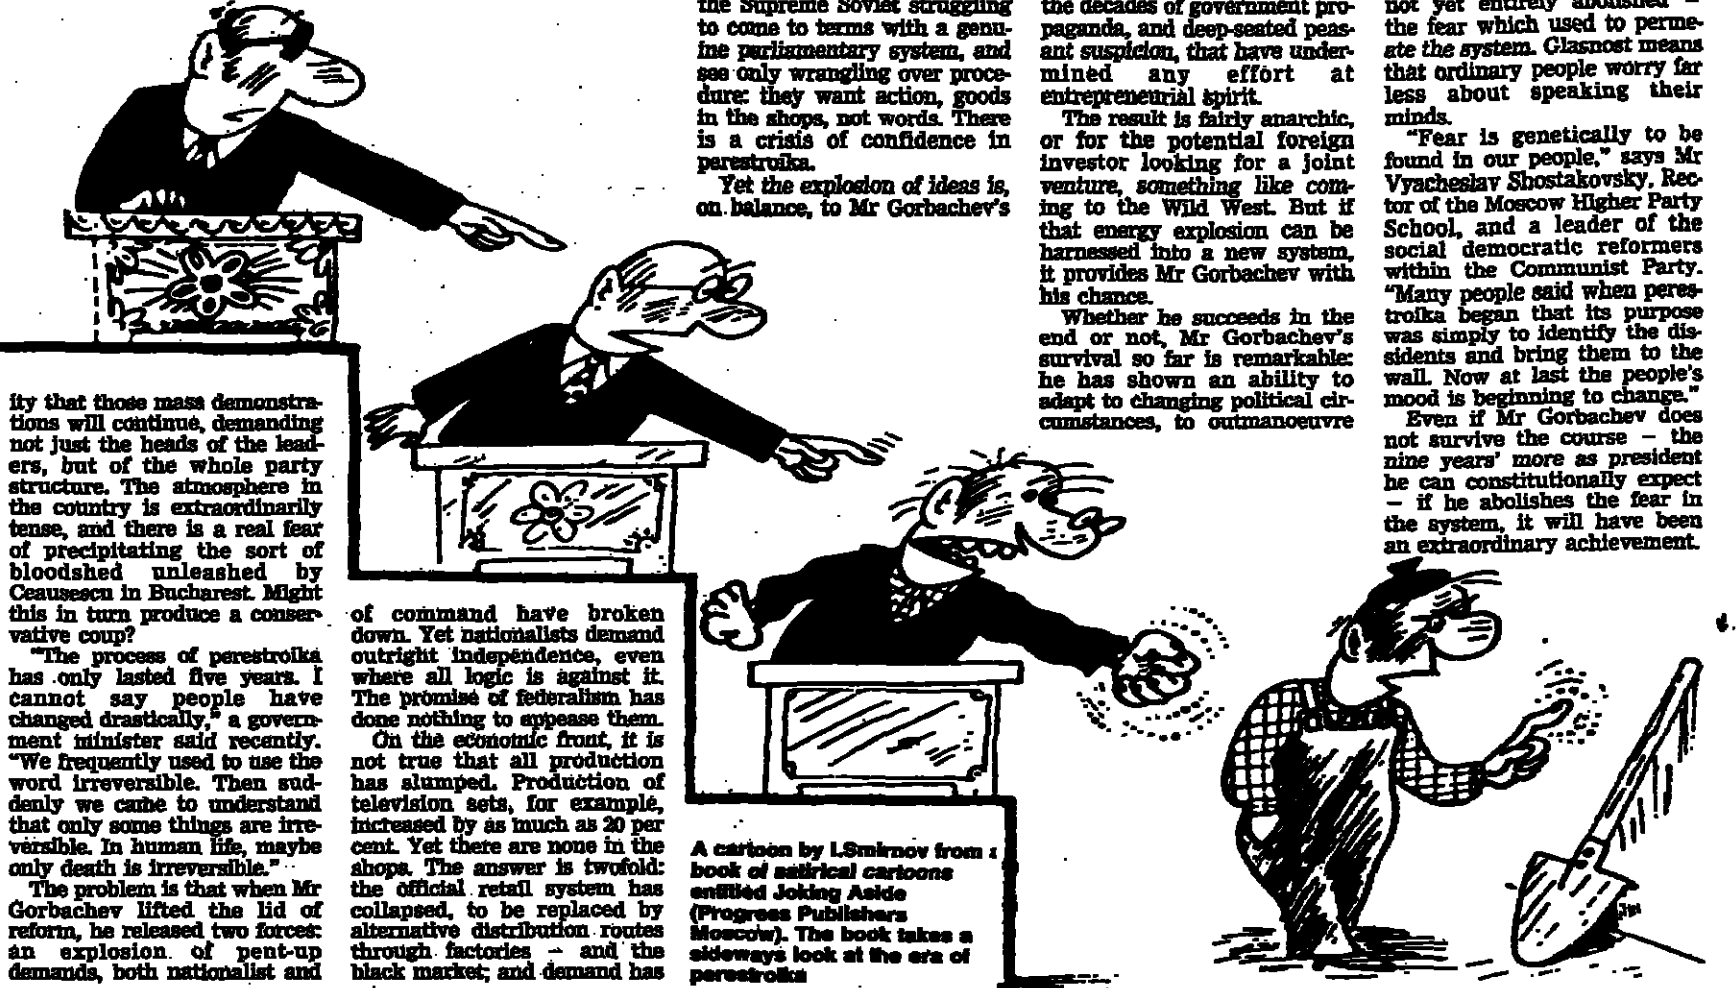 ity that those mass demonstra-
tions will continue, demanding
not just the heads of the lead-
ers, but of the whole party
structure. The atmosphere in
the country is extraordinarily
tense, and there is a real fear
of precipitating the sort of
bloodshed unleashed by
Ceausescu in Bucharest. Might
this in turn produce a conser-
vative coup?
"The process of perestroika
has only lasted five years. I
cannot say people have
changed drastically," a govern-
ment minister said recently.
"We frequently used to use the
word irreversible. Then sud-
denly we came to understand
that only some things are irre-
versible. In human life, maybe
only death is irreversible."
The problem is that when Mr
Gorbachev lifted the lid of
reform, he released two forces:
an explosion of pent-up
demands, both nationalist and
of command have broken
down. Yet nationalists demand
outright independence, even
where all logic is against it.
The promise of federalism has
done nothing to appease them.
On the economic front, it is
not true that all production
has slumped. Production of
television sets, for example,
increased by as much as 20 per
cent. Yet there are none in the
shops. The answer is twofold:
the official retail system has
collapsed, to be replaced by
alternative distribution routes
through factories — and the
black market; and demand has
the Supreme Soviet struggling
to come to terms with a genu-
ine parliamentary system, and
see only wrangling over proce-
dure: they want action, goods
in the shops, not words. There
is a crisis of confidence in
perestroika.
Yet the explosion of ideas is,
on balance, to Mr Gorbachev's
A cartoon by I.Smirnov from
book of satirical cartoons
entitled Joking Aside
(Progress Publishers
Moscow). The book takes a
sideways look at the era of
perestroika
the decades of government pro-
paganda, and deep-seated peas-
ant suspicion, that have under-
mined any effort at
entrepreneurial spirit.
The result is fairly anarchic,
or for the potential foreign
investor looking for a joint
venture, something like com-
ing to the Wild West. But if
that energy explosion can be
harnessed into a new system,
it provides Mr Gorbachev with
his chance.
Whether he succeeds in the
end or not, Mr Gorbachev's
survival so far is remarkable:
he has shown an ability to
adapt to changing political cir-
cumstances, to outmanoeuvre
not yet entirely abolished —
the fear which used to perme-
ate the system. Glasnost means
that ordinary people worry far
less about speaking their
minds.
"Fear is genetically to be
found in our people," says Mr
Vyacheslav Shostakovsky, Rec-
tor of the Moscow Higher Party
School, and a leader of the
social democratic reformers
within the Communist Party.
"Many people said when peres-
troika began that its purpose
was simply to identify the dis-
sidents and bring them to the
wall. Now at last the people's
mood is beginning to change."
Even if Mr Gorbachev does
not survive the course — the
nine years' more as president
he can constitutionally expect
— if he abolishes the fear in
the system, it will have been
an extraordinary achievement.